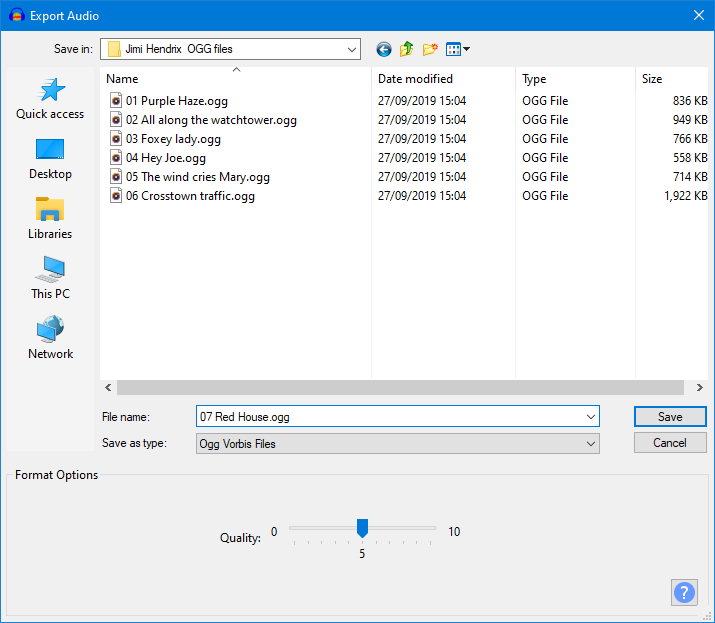 Export Audio
Save in: Jimi Hendrix OGG files
Name Date modified Type Size
01 Purple Haze.ogg 27/09/2019 15:04 OGG File 836 KB
02 All along the watchtower.ogg 27/09/2019 15:04 OGG File 949 KB
03 Foxey lady.ogg 27/09/2019 15:04 OGG File 766 KB
04 Hey Joe.ogg 27/09/2019 15:04 OGG File 558 KB
05 The wind cries Mary.ogg 27/09/2019 15:04 OGG File 714 KB
06 Crosstown traffic.ogg 27/09/2019 15:04 OGG File 1,922 KB
Quick access
Desktop
Libraries
This PC
Network
File name: 07 Red House.ogg Save
Save as type: Ogg Vorbis Files Cancel
Format Options
Quality: 0 10
5
?